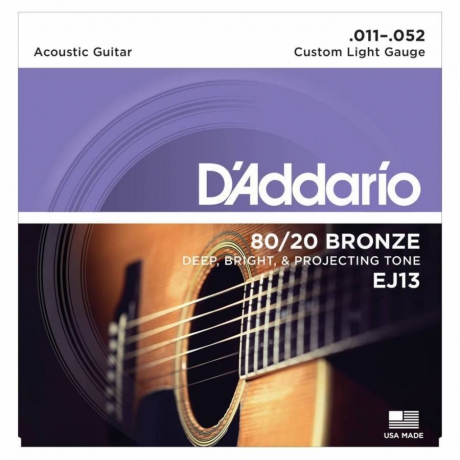 Acoustic Guitar
.011–.052
Custom Light Gauge
D'Addario
80/20 BRONZE
DEEP, BRIGHT, & PROJECTING TONE
EJ13
USA MADE